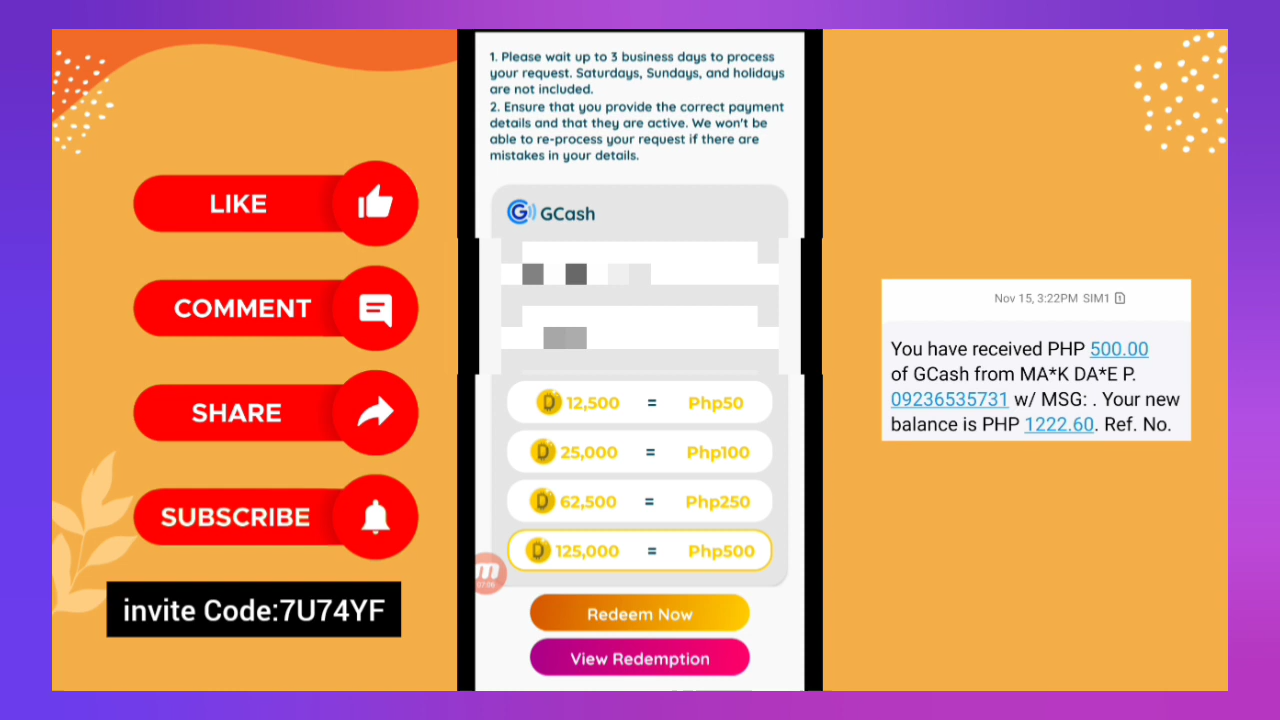 LIKE
COMMENT
SHARE
SUBSCRIBE
invite Code:7U74YF
1. Please wait up to 3 business days to process
your request. Saturdays, Sundays, and holidays
are not included.
2. Ensure that you provide the correct payment
details and that they are active. We won't be
able to re-process your request if there are
mistakes in your details.
GCash
12,500 = Php50
25,000 = Php100
62,500 = Php250
125,000 = Php500
07:06
Redeem Now
View Redemption
Nov 15, 3:22PM SIM1 1
You have received PHP 500.00
of GCash from MA*K DA*E P.
09236535731 w/ MSG: . Your new
balance is PHP 1222.60. Ref. No.